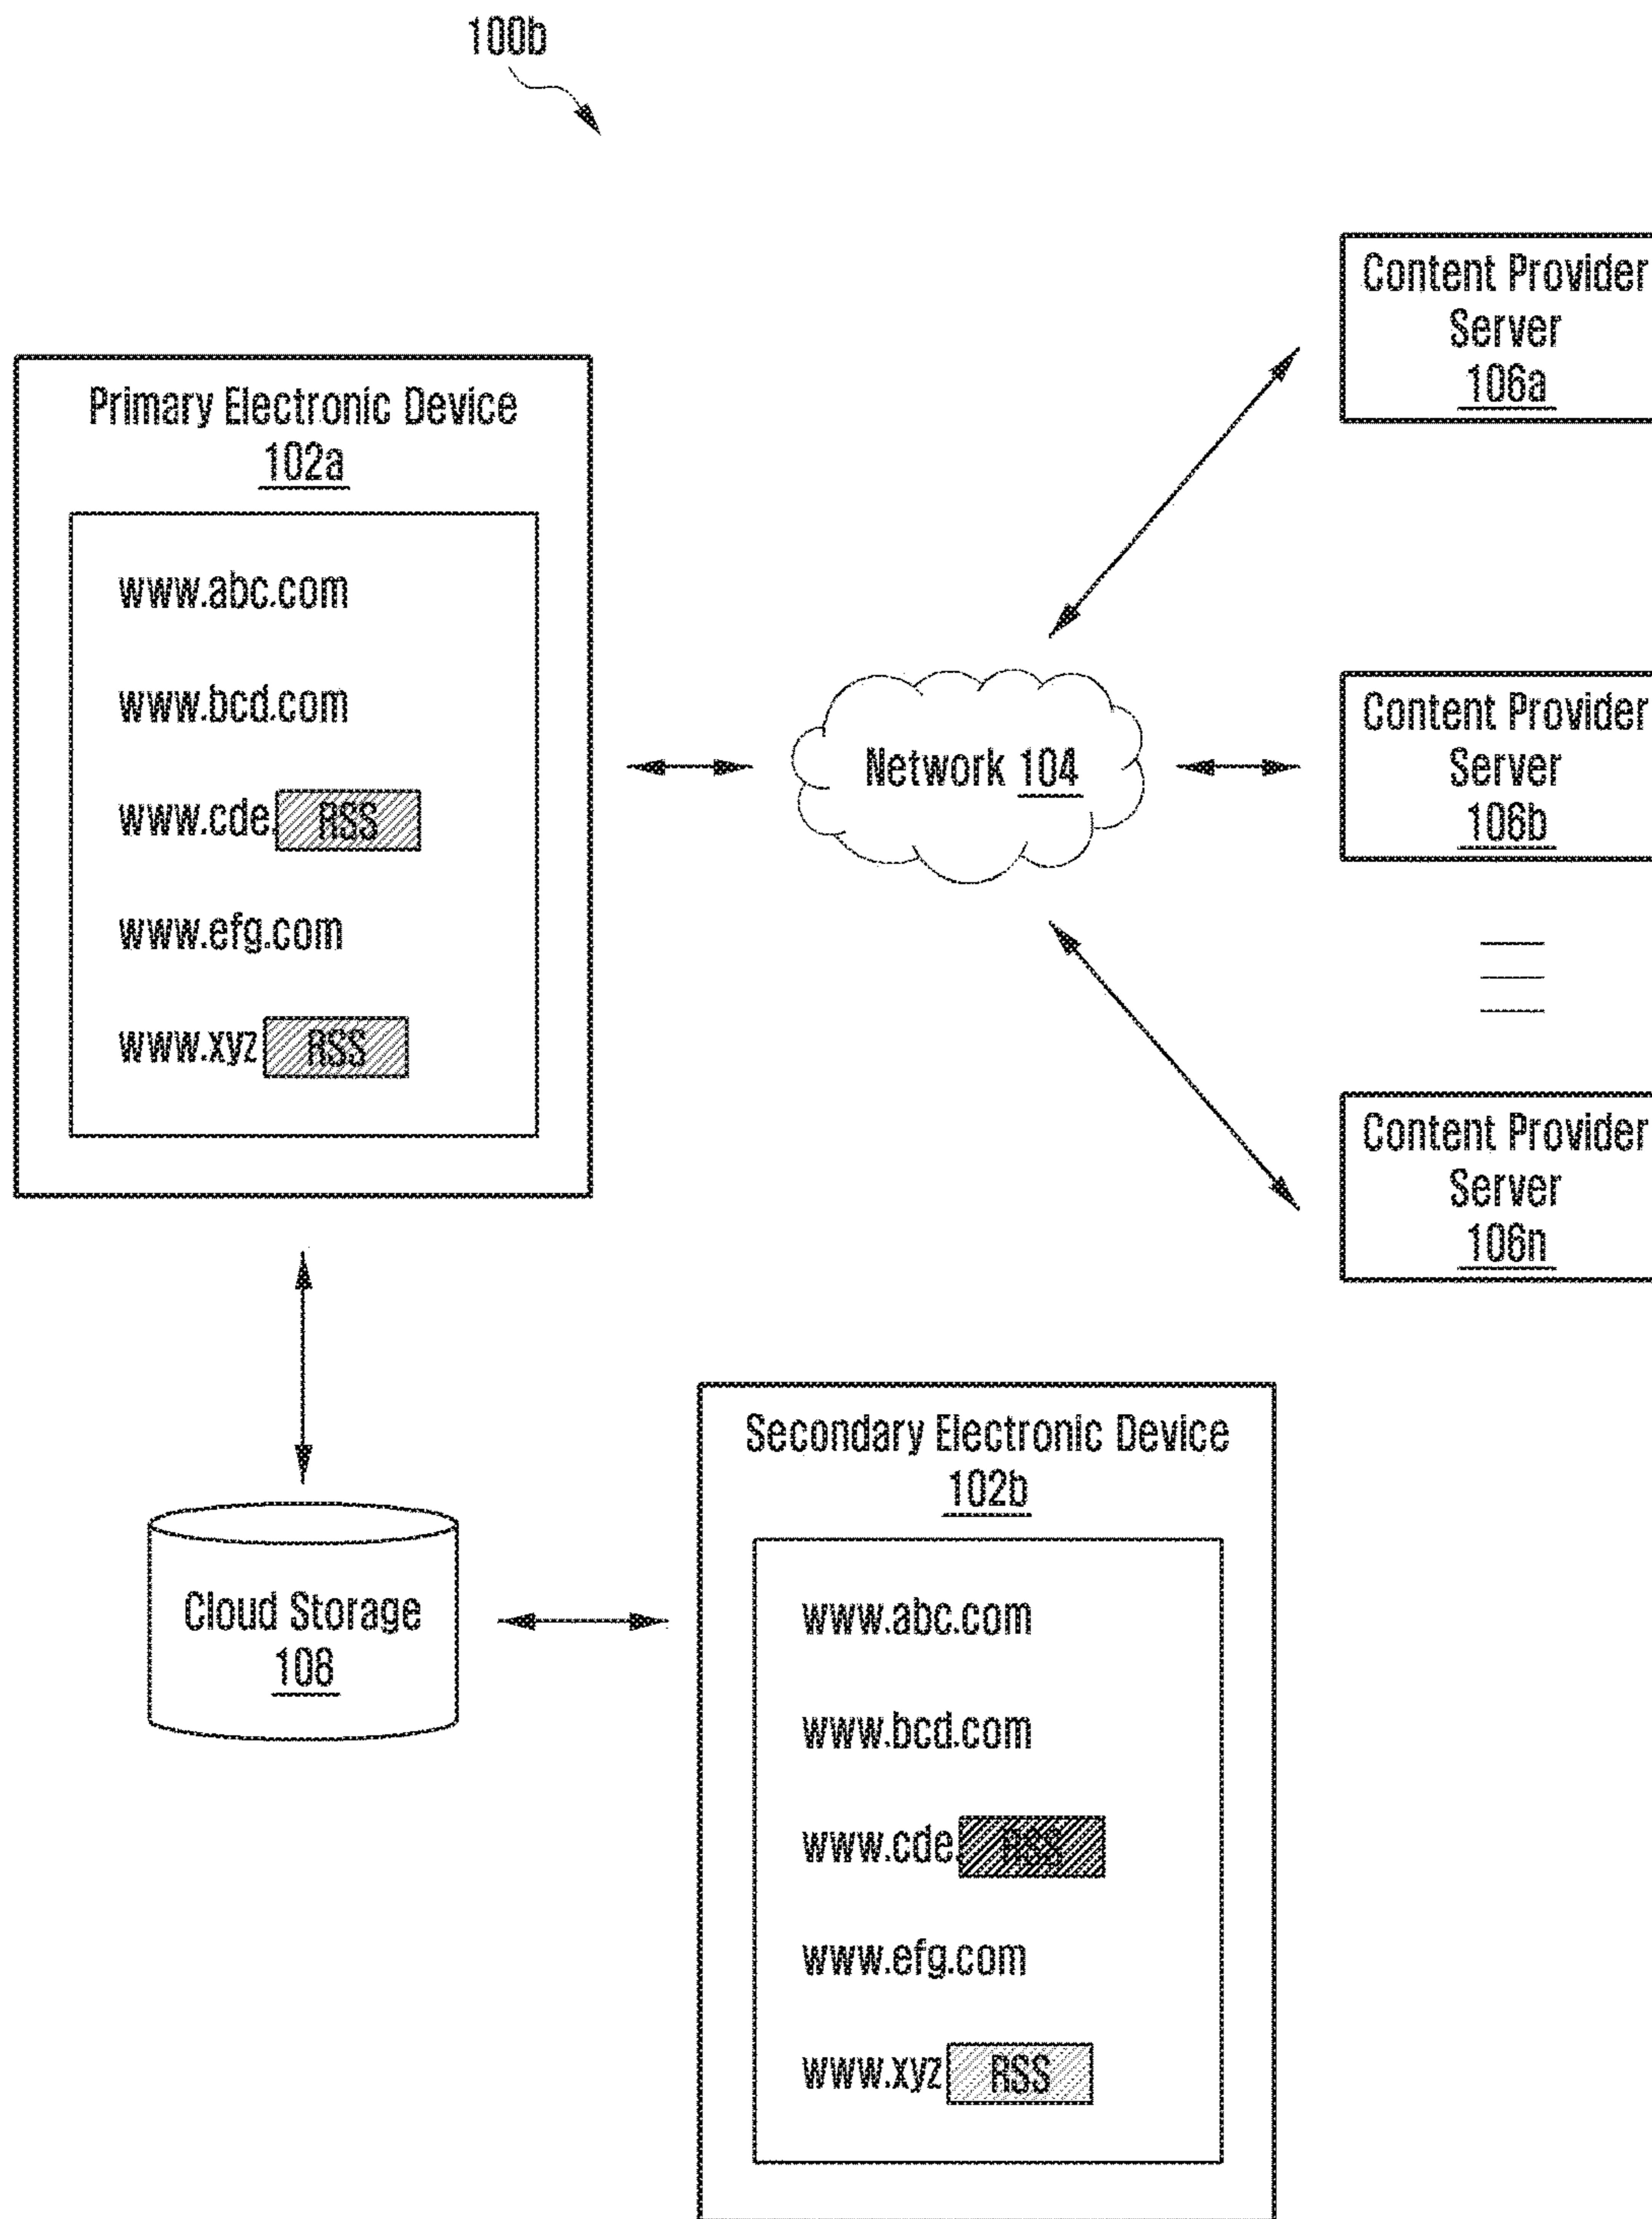 100b
Content Provider
Server
106a
Primary Electronic Device
102a
www.abc.com
www.bcd.com
www.cde. RSS
www.efg.com
www.xyz RSS
Network 104
Content Provider
Server
106b
Content Provider
Server
106n
Cloud Storage
108
Secondary Electronic Device
102b
www.abc.com
www.bcd.com
www.cde. RSS
www.efg.com
www.xyz RSS